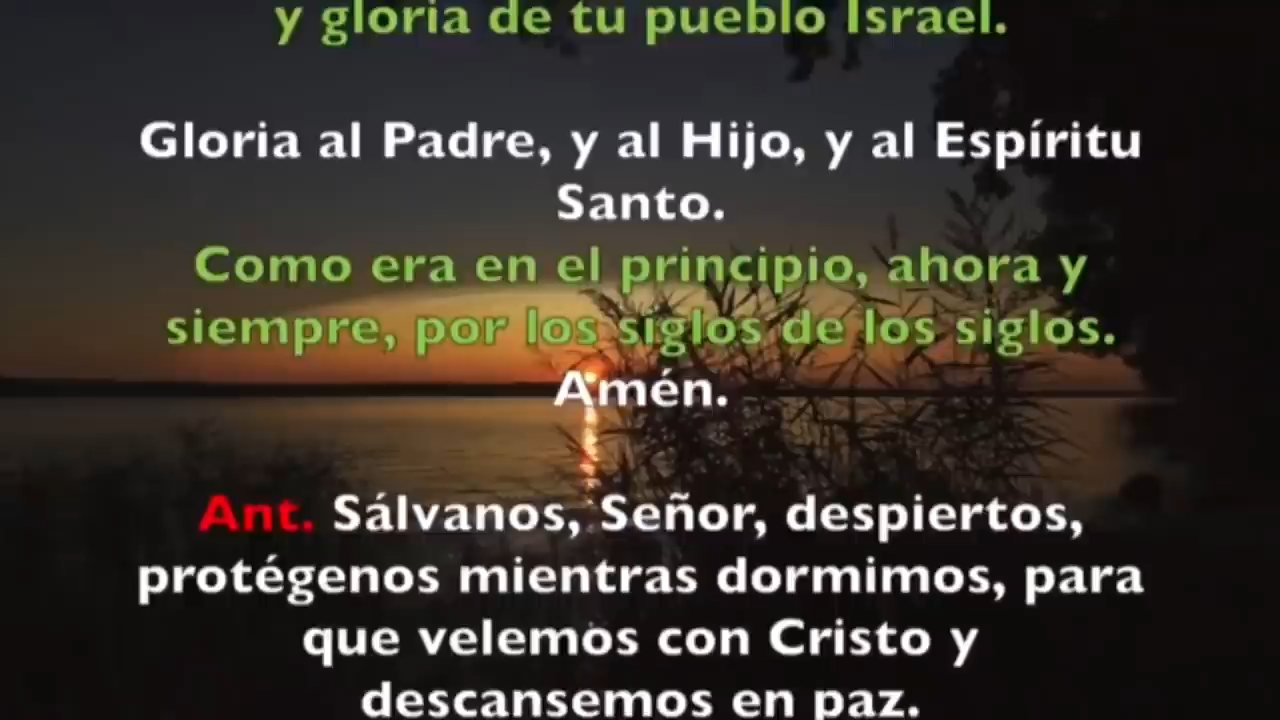 y gloria de tu pueblo Israel.
Gloria al Padre, y al Hijo, y al Espíritu
Santo.
Como era en el principio, ahora y
siempre, por los siglos de los siglos.
Amén.
Ant. Sálvanos, Señor, despiertos,
protégenos mientras dormimos, para
que velemos con Cristo y
descansemos en paz.